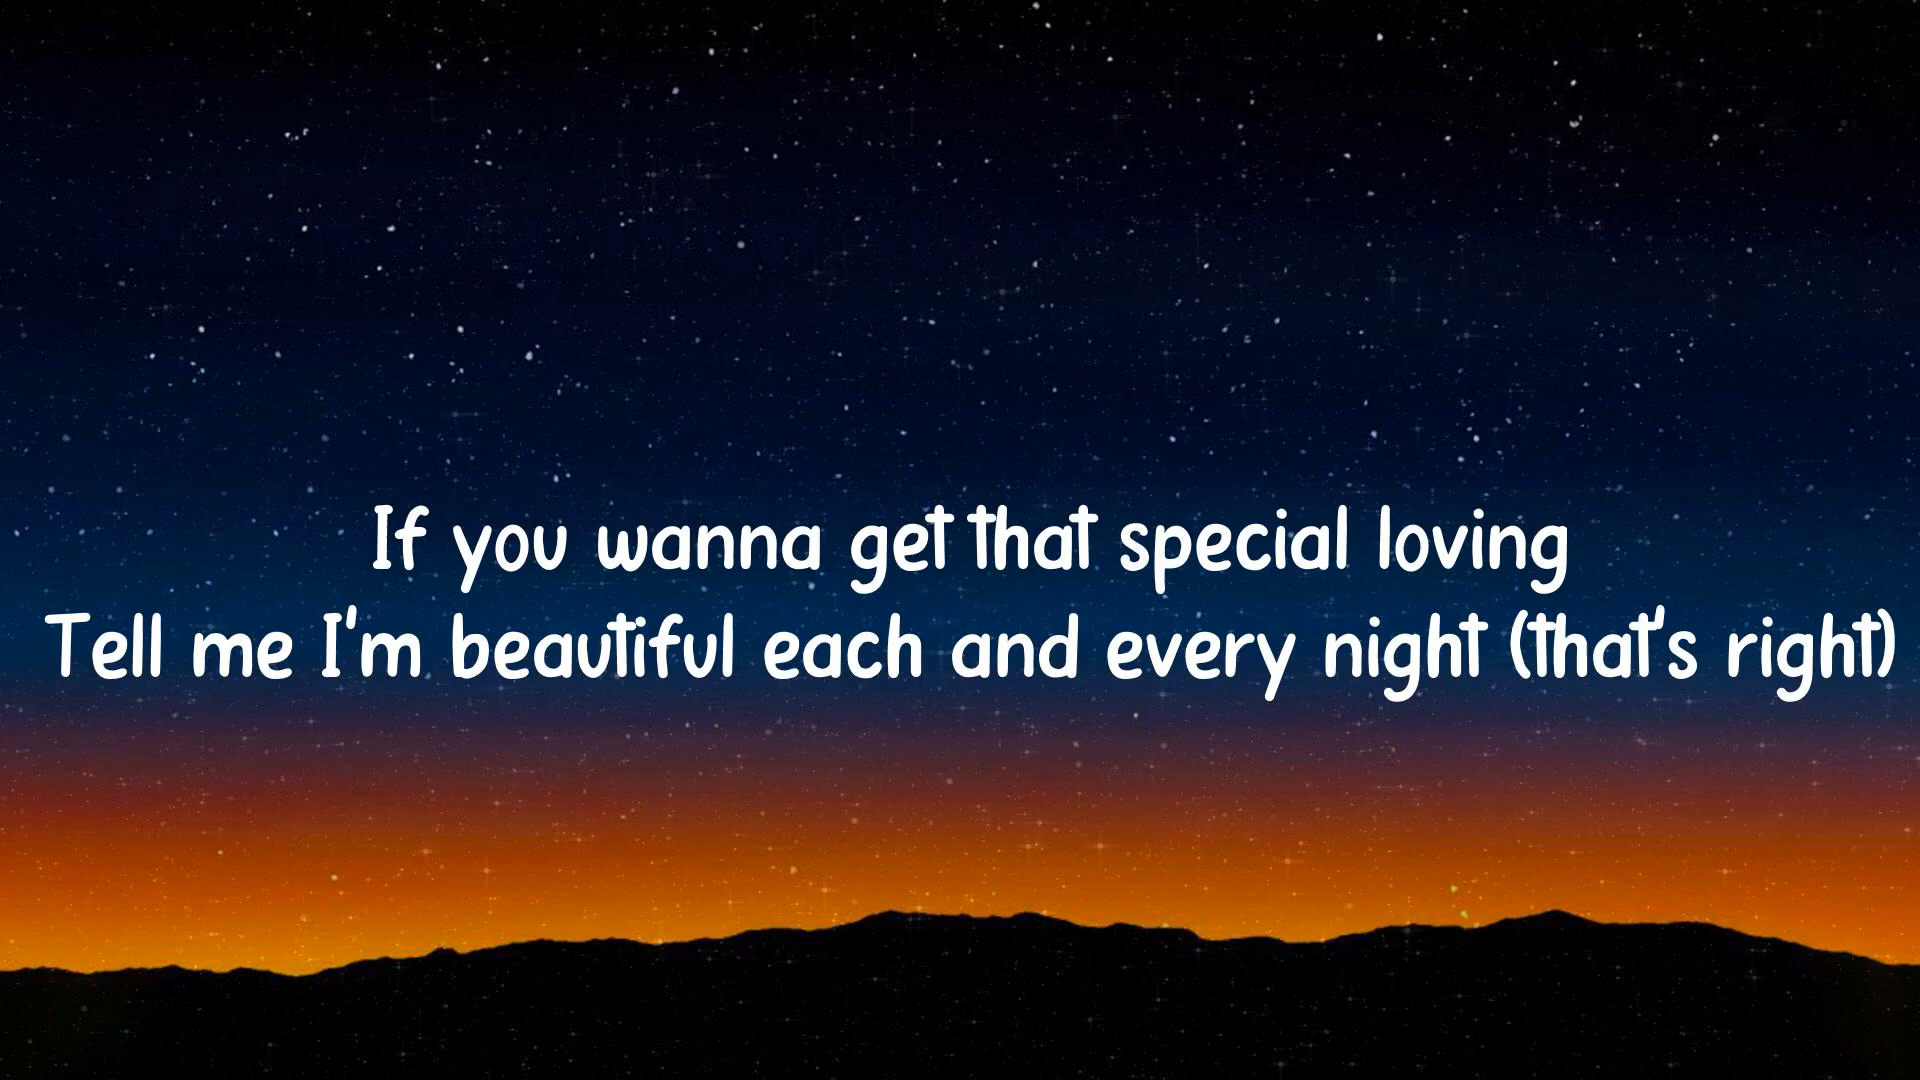 If you wanna get that special loving
Tell me I'm beautiful each and every night (that's right)